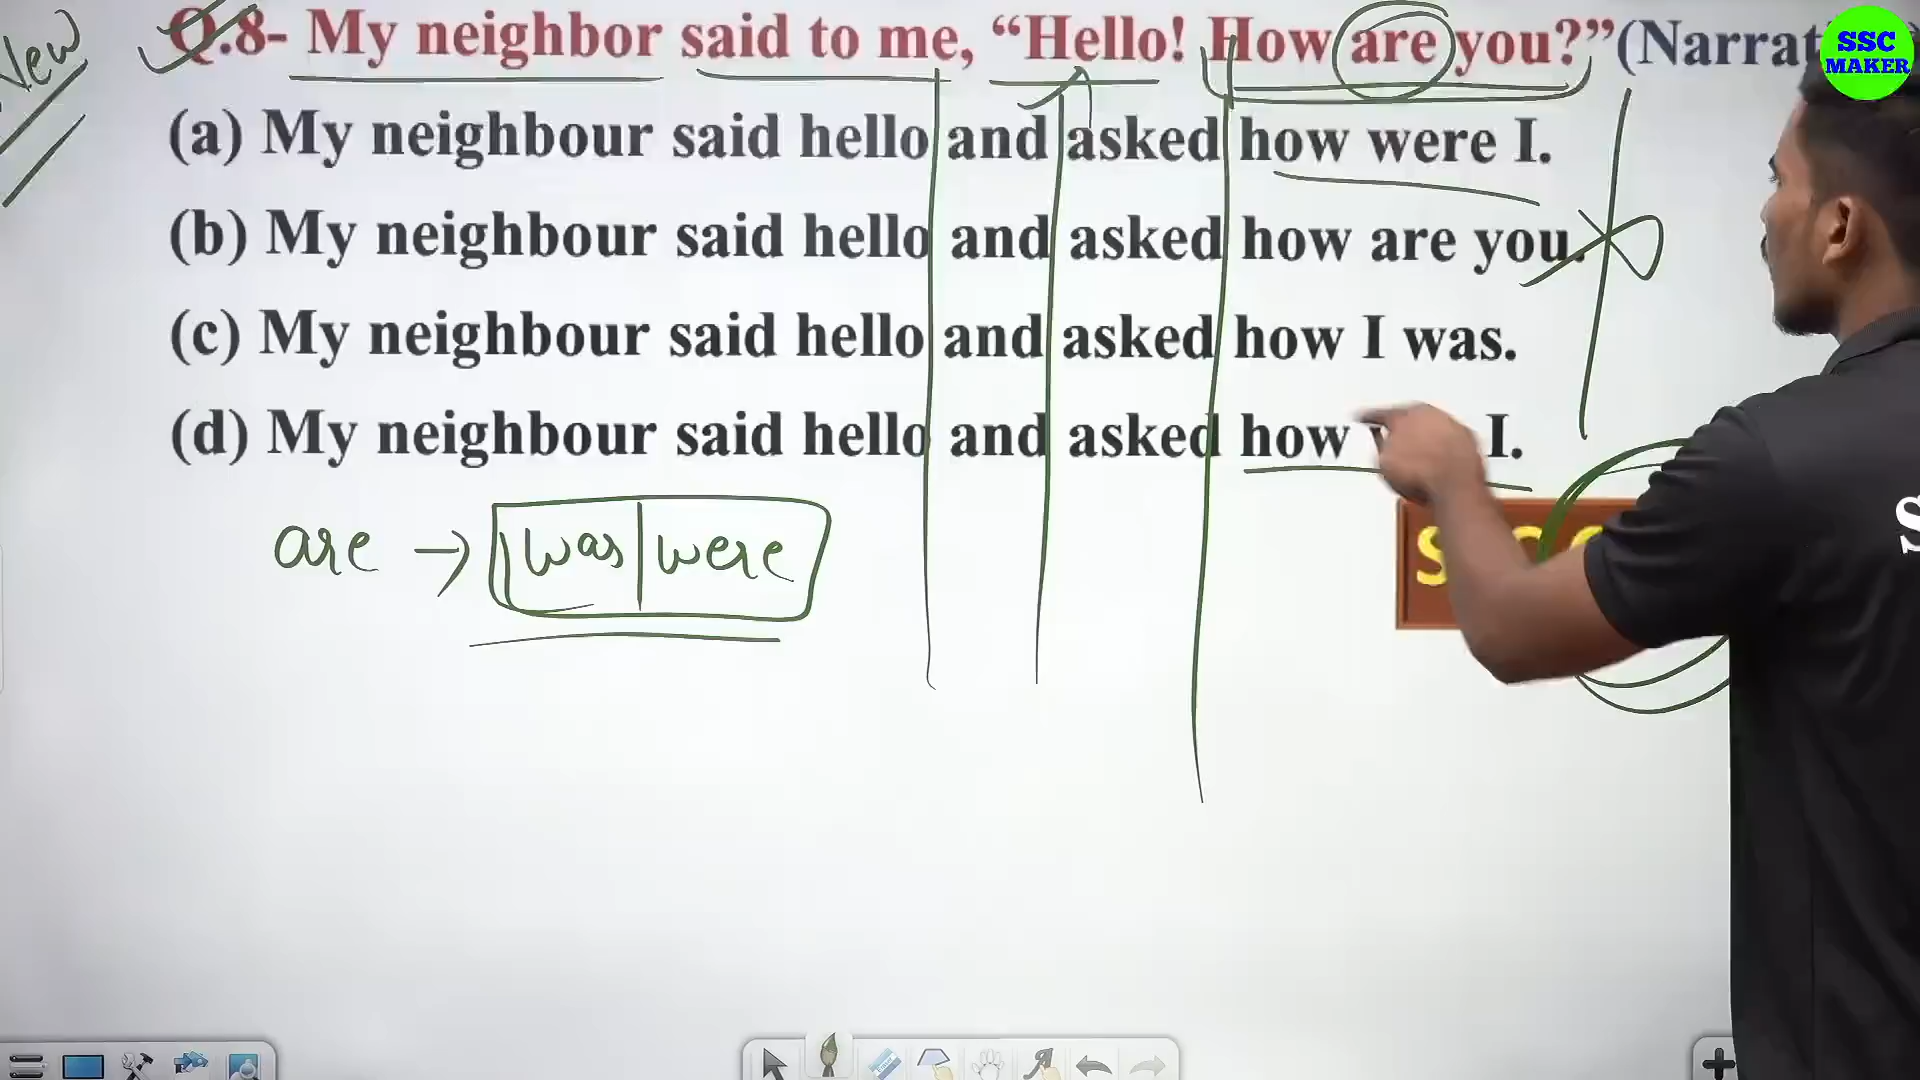 New
Q.8- My neighbor said to me, “Hello! How are you?”(Narrat
SSC
MAKER
(a) My neighbour said hello and asked how were I.
(b) My neighbour said hello and asked how are you.
(c) My neighbour said hello and asked how I was.
(d) My neighbour said hello and asked how I.
are → was were
S